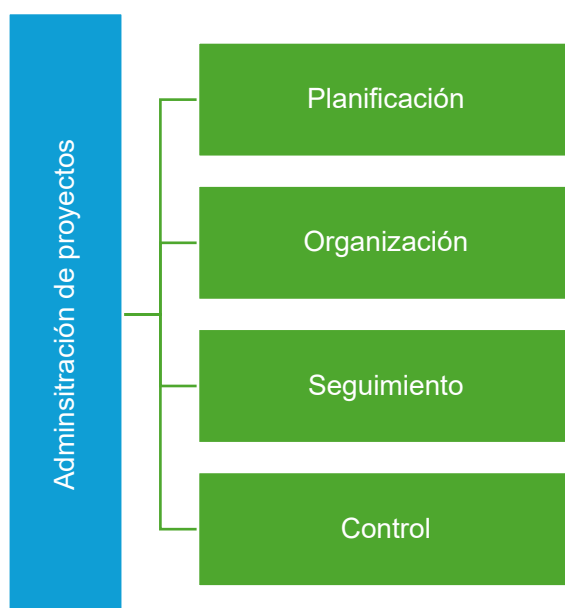 Adminsitración de proyectos
Planificación
Organización
Seguimiento
Control